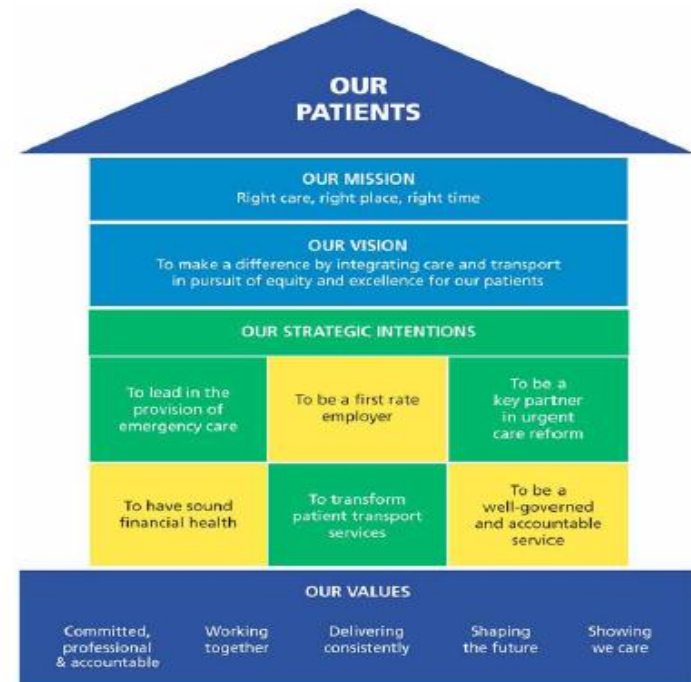 OUR
PATIENTS
OUR MISSION
Right care, right place, right time
OUR VISION
To make a difference by integrating care and transport
in pursuit of equity and excellence for our patients
OUR STRATEGIC INTENTIONS
To lead in the
provision of
emergency care
To be a first rate
employer
To be a
key partner
in urgent
care reform
To have sound
financial health
To transform
patient transport
services
To be a
well-governed
and accountable
service
OUR VALUES
Committed,
professional
& accountable
Working
together
Delivering
consistently
Shaping
the future
Showing
we care